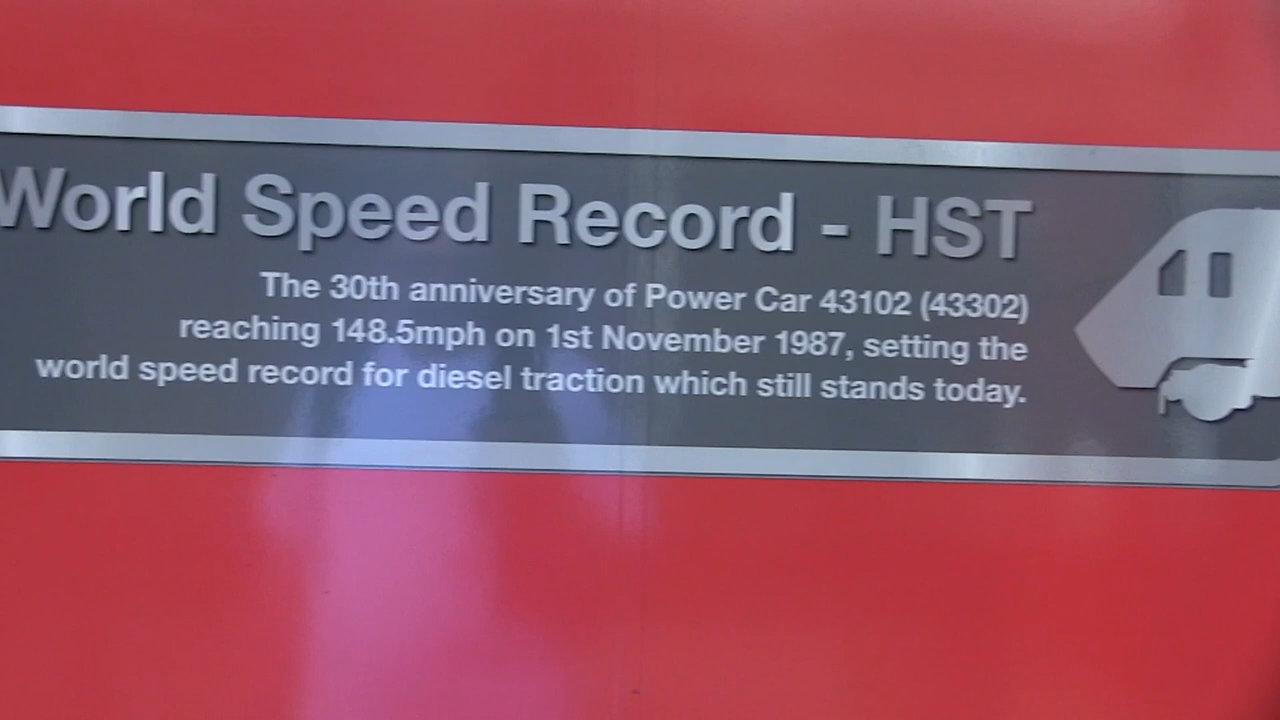 World Speed Record - HST
The 30th anniversary of Power Car 43102 (43302)
reaching 148.5mph on 1st November 1987, setting the
world speed record for diesel traction which still stands today.